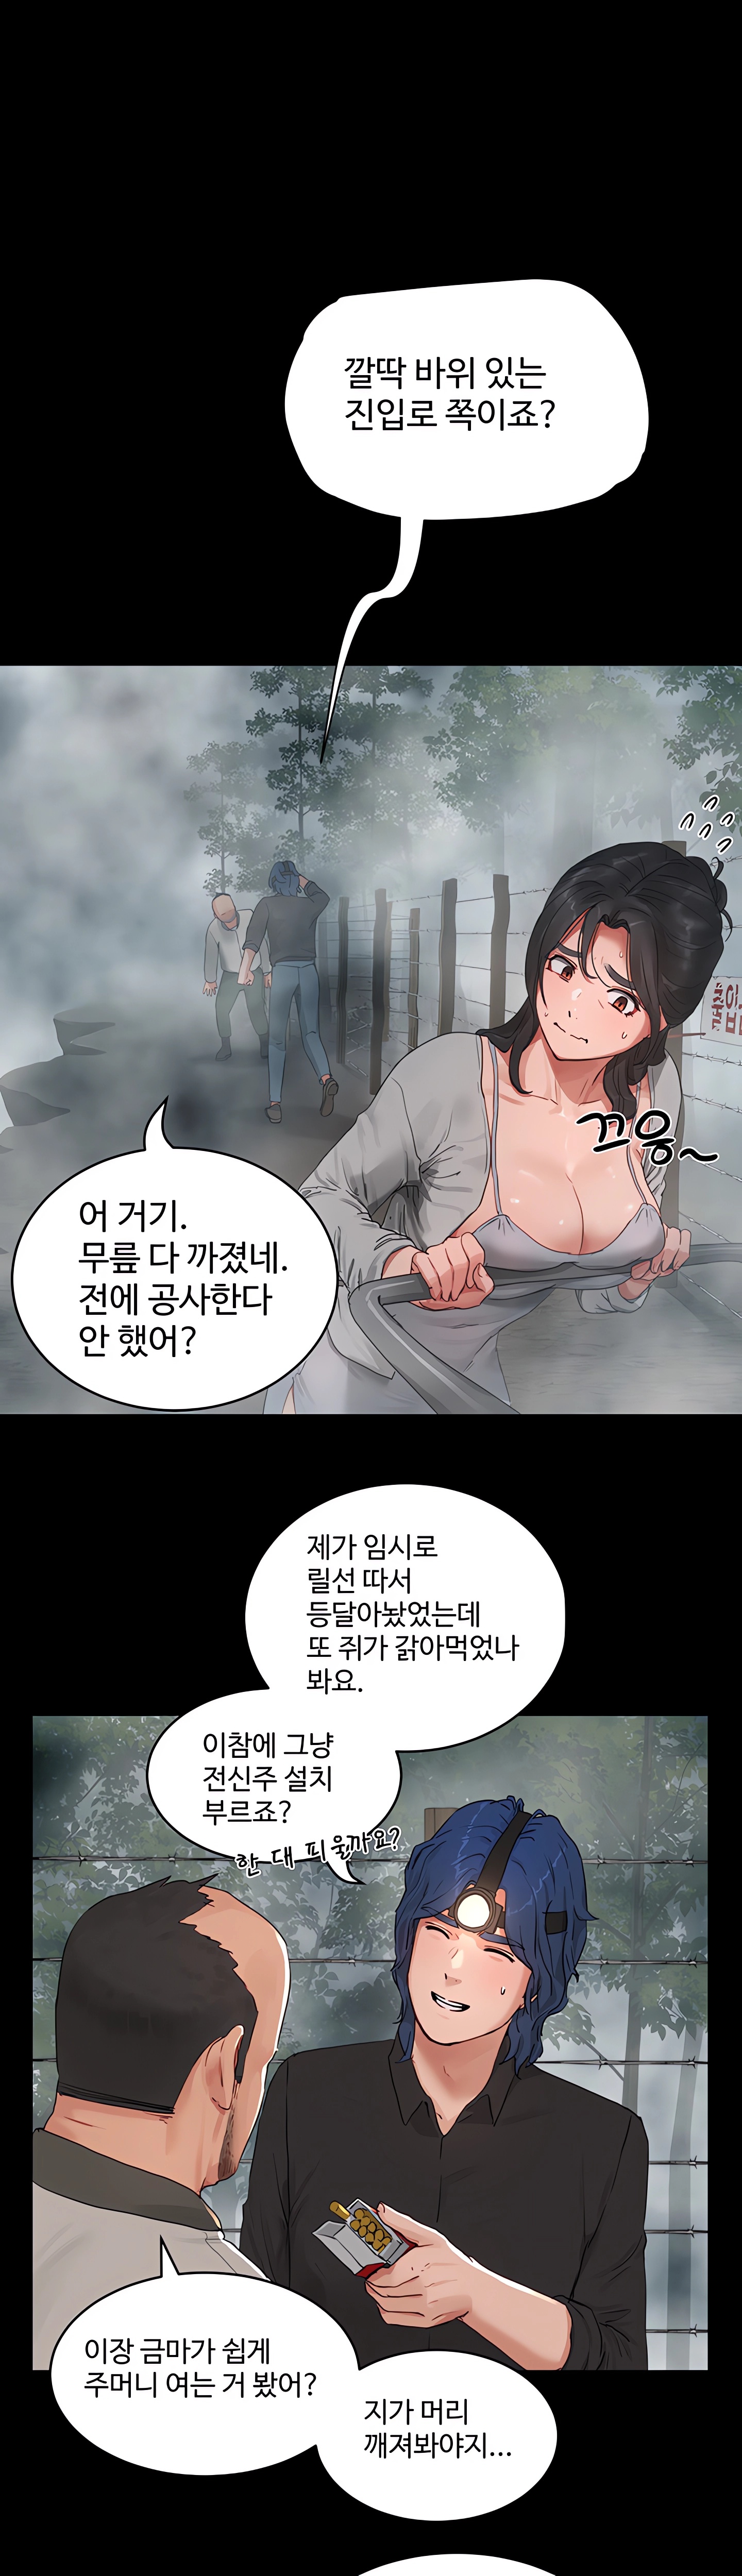 깔딱 바위 있는
진입로 쪽이죠?
출입
끄응~
어 거기.
무릎 다 까졌네.
전에 공사한다
안 했어?
제가 임시로
릴선 따서
등달아놨었는데
또 쥐가 갉아먹었나
봐요.
이참에 그냥
전신주 설치
부르죠?
한 대 피울까요?
이장 금마가 쉽게
주머니 여는 거 봤어?
지가 머리
깨져봐야지...